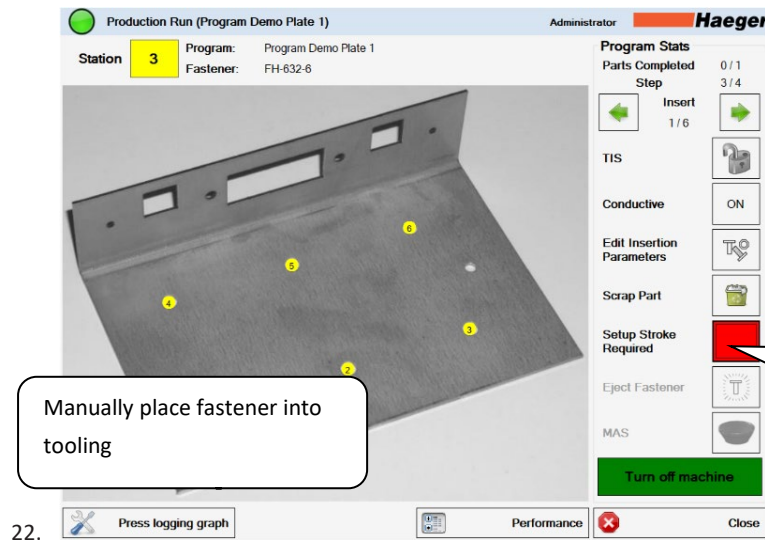 Production Run (Program Demo Plate 1)
Administrator
Haeger
Station
3
Program: Program Demo Plate 1
Fastener: FH-632-6
Program Stats
Parts Completed 0 / 1
Step 3 / 4
Insert
1 / 6
TIS
Conductive ON
Edit Insertion
Parameters
Scrap Part
Setup Stroke
Required
Eject Fastener
MAS
Turn off machine
6
5
4
3
2
Manually place fastener into
tooling
22.
Press logging graph
Performance
Close